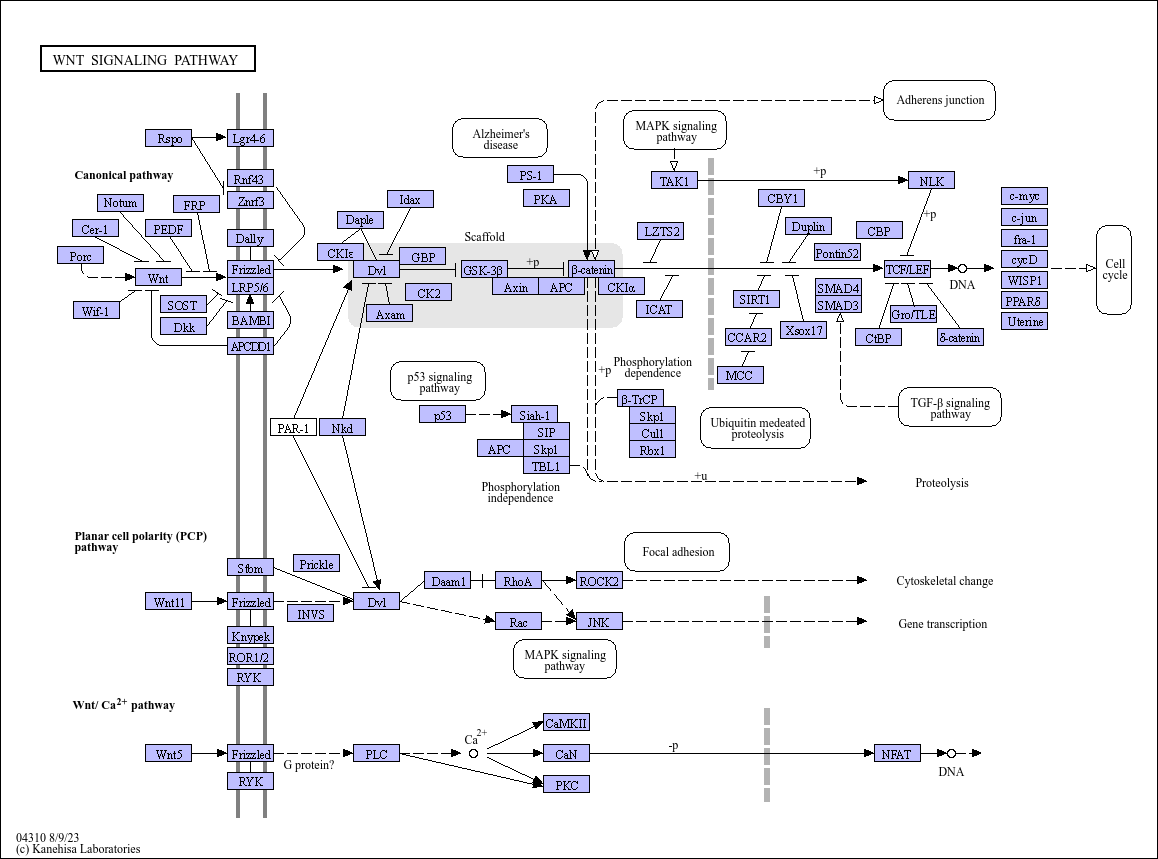 WNT SIGNALING PATHWAY
Adherens junction
Rspo
Lgr4-6
Alzheimer's
disease
MAPK signaling
pathway
Canonical pathway
Rnf43
PS-1
TAK1
+p
NLK
Notum
FRP
Znrf3
Idax
PKA
CBY1
c-myc
Cer-1
PEDF
Daple
LZTS2
Duplin
CBP
+p
c-jun
Dally
Scaffold
fra-1
Porc
CKIε
GBP
Pontin52
cycD
Wnt
Frizzled
Dvl
GSK-3β
+p
β-catenin
TCF/LEF
DNA
Cell
cycle
LRP5/6
Axin
APC
CKIα
SMAD4
WISP1
SOST
CK2
SIRT1
SMAD3
PPARδ
Wif-1
Axam
ICAT
Gro/TLE
Dkk
BAMBI
Uterine
APCDD1
CCAR2
Xsox17
CtBP
δ-catenin
p53 signaling
pathway
+p
Phosphorylation
dependence
MCC
β-TrCP
TGF-β signaling
pathway
p53
Siah-1
Skp1
PAR-1
Nkd
SIP
Cul1
Ubiquitin medeated
proteolysis
APC
Skp1
Rbx1
TBL1
+u
Proteolysis
Phosphorylation
independence
Planar cell polarity (PCP)
pathway
Focal adhesion
Stbm
Prickle
Daam1
RhoA
ROCK2
Cytoskeletal change
Wnt11
Frizzled
INVS
Dvl
Rac
JNK
Gene transcription
Knypek
ROR1/2
MAPK signaling
pathway
RYK
Wnt/ Ca2+ pathway
CaMKII
Ca2+
Wnt5
Frizzled
G protein?
PLC
CaN
-p
NFAT
DNA
RYK
PKC
04310 8/9/23
(c) Kanehisa Laboratories